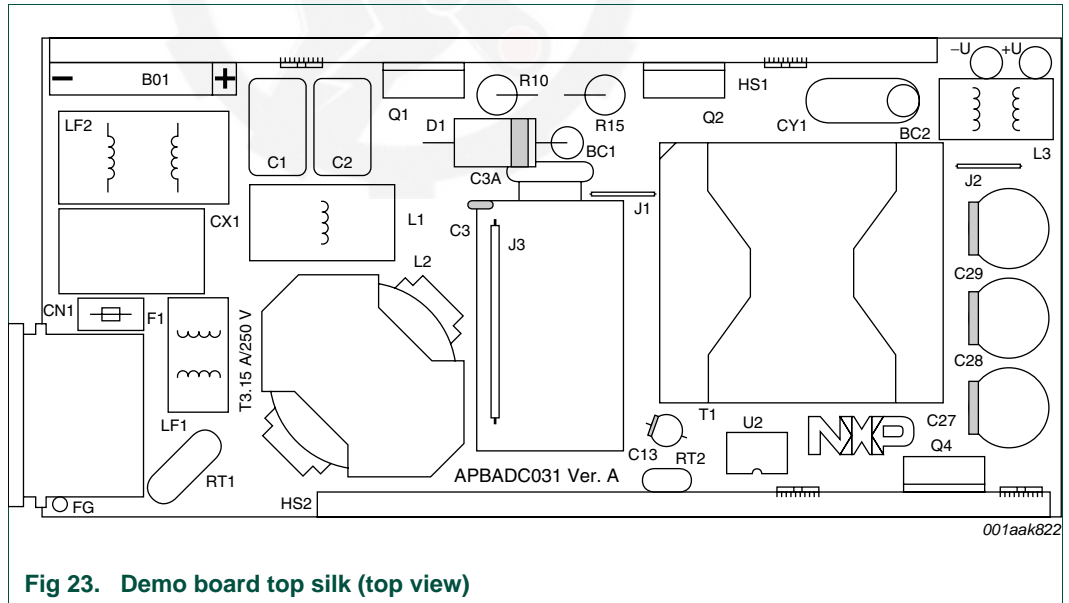 −U +U
B01
R10
HS1
Q1
Q2
LF2
D1
R15
CY1
BC2
BC1
C1
C2
L3
C3A
J2
J1
CX1
L1
C3
J3
L2
C29
CN1
F1
T3.15 A/250 V
C28
LF1
T1
U2
C27
C13
RT2
Q4
NXP
RT1
APBADC031 Ver. A
HS2
FG
001aak822
Fig 23. Demo board top silk (top view)